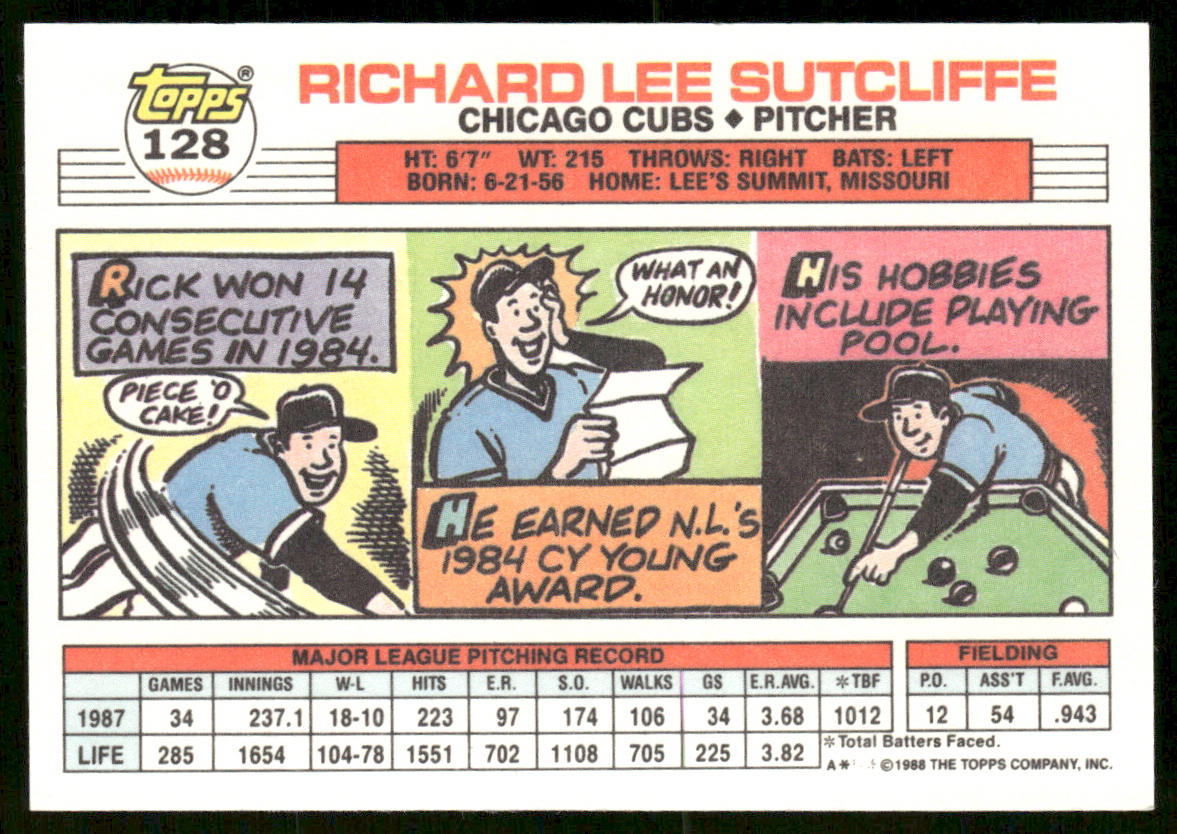 Topps®
128
RICHARD LEE SUTCLIFFE
CHICAGO CUBS ♦ PITCHER
HT: 6'7" WT: 215 THROWS: RIGHT BATS: LEFT
BORN: 6-21-56 HOME: LEE'S SUMMIT, MISSOURI
RICK WON 14
CONSECUTIVE
GAMES IN 1984.
PIECE 'O
CAKE!
WHAT AN
HONOR!
HE EARNED N.L.'S
1984 CY YOUNG
AWARD.
HIS HOBBIES
INCLUDE PLAYING
POOL.
MAJOR LEAGUE PITCHING RECORD
GAMES INNINGS W-L HITS E.R. S.O. WALKS GS E.R.AVG. *TBF
1987 34 237.1 18-10 223 97 174 106 34 3.68 1012
LIFE 285 1654 104-78 1551 702 1108 705 225 3.82
FIELDING
P.O. ASS'T F.AVG.
12 54 .943
*Total Batters Faced.
A* ©1988 THE TOPPS COMPANY, INC.